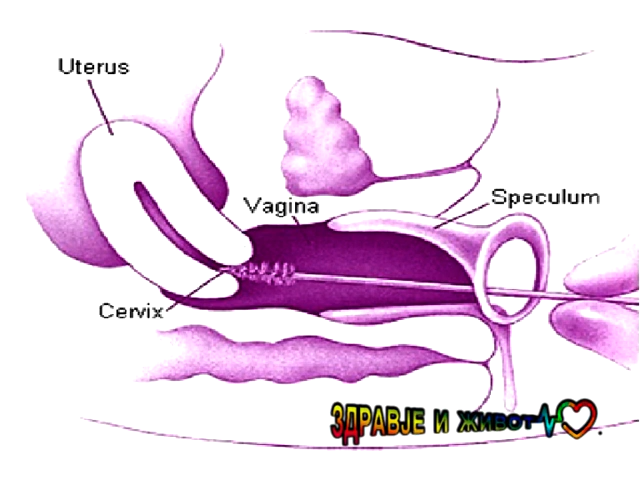 Uterus
Vagina
Speculum
Cervix
ЗДРАВЈЕ И ЖИВОТ